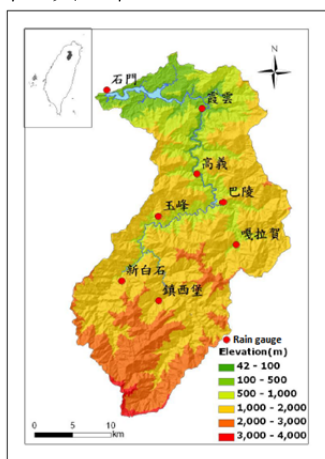 N
石門
霞雲
高義
巴陵
玉峰
嘎拉賀
新白石
鎮西堡
Rain gauge
Elevation(m)
42 - 100
100 - 500
500 - 1,000
1,000 - 2,000
2,000 - 3,000
3,000 - 4,000
0 5 10
km